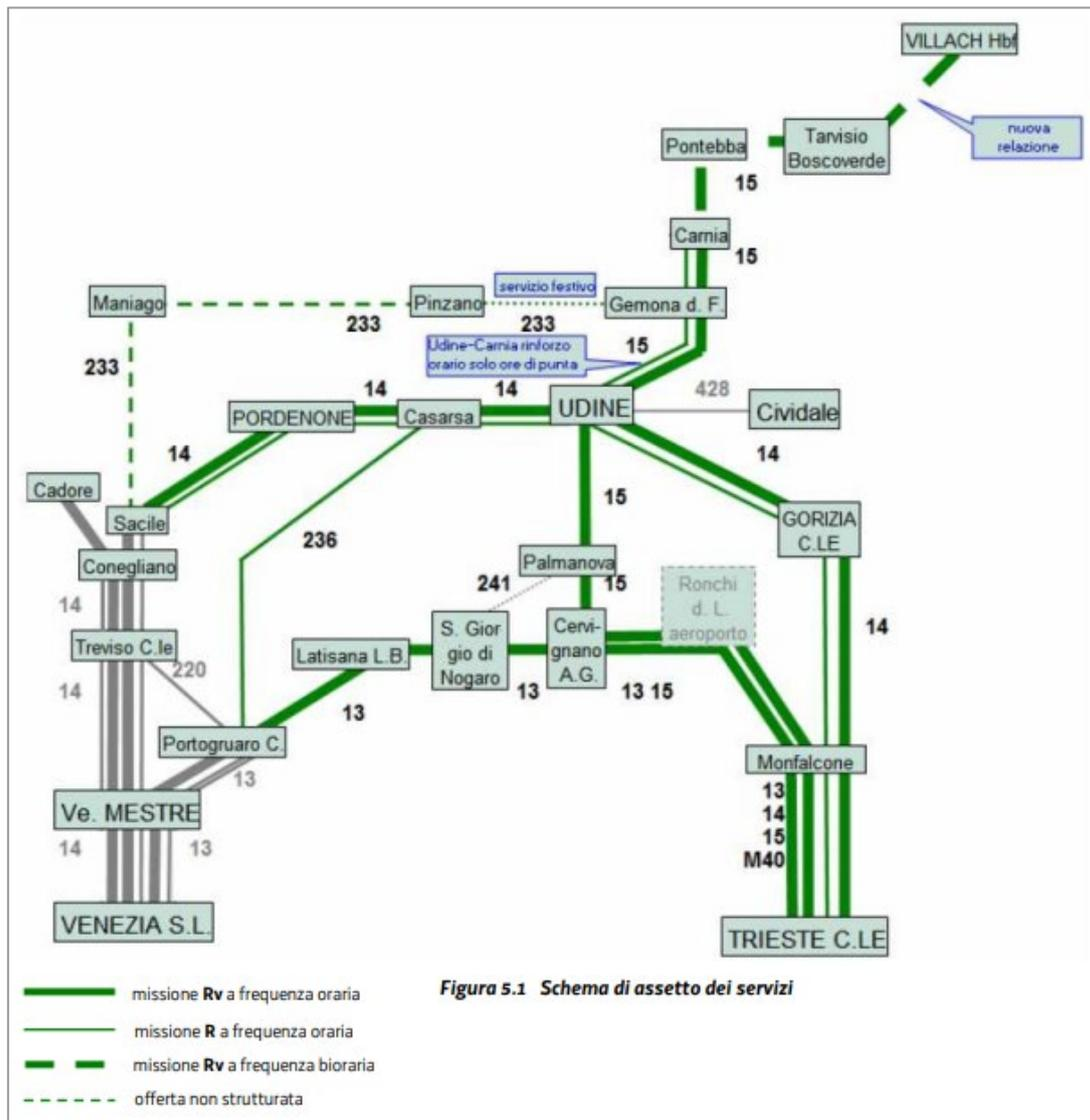 VILLACH Hbf
nuova
relazione
Tarvisio
Boscoverde
Pontebba
15
Carnia
15
servizio festivo
Maniago
Pinzano
Gemona d. F.
233
233
Udine-Carnia rinforzo
orario solo ore di punta
15
233
14
14
428
PORDENONE
Casarsa
UDINE
Cividale
14
14
Cadore
Sacile
15
GORIZIA
C.LE
236
Conegliano
Palmanova
241
15
Ronchi
d. L.
aeroporto
14
S. Gior
gio di
Nogaro
Cervi-
gnano
A.G.
14
Treviso C.le
Latisana L.B.
220
14
13
13 15
13
Portogruaro C.
Monfalcone
13
13
14
15
M40
Ve. MESTRE
14
13
VENEZIA S.L.
TRIESTE C.LE
missione Rv a frequenza oraria
Figura 5.1 Schema di assetto dei servizi
missione R a frequenza oraria
missione Rv a frequenza bioraria
offerta non strutturata